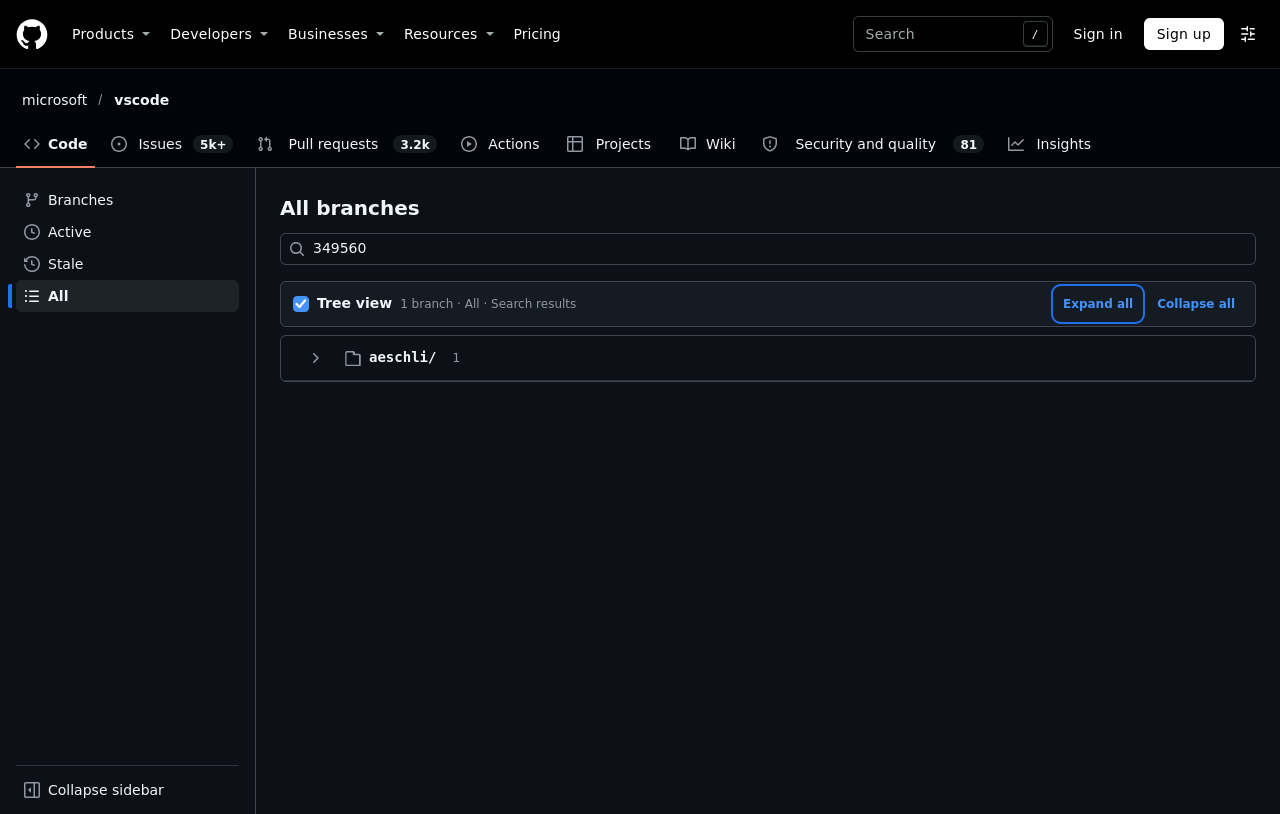 Products Developers Businesses Resources Pricing Search / Sign in Sign up
microsoft / vscode
Code Issues 5k+ Pull requests 3.2k Actions Projects Wiki Security and quality 81 Insights
Branches
Active
Stale
All
All branches
349560
Tree view 1 branch · All · Search results Expand all Collapse all
aeschli/ 1
Collapse sidebar